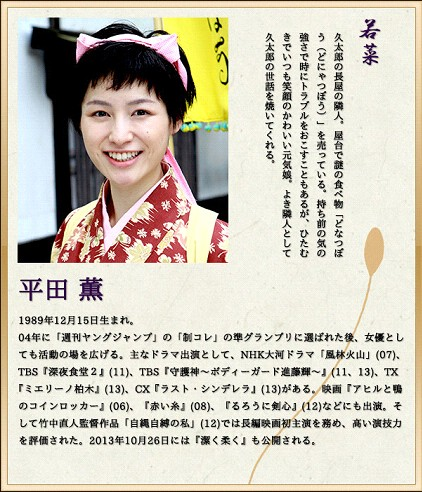 若菜
久太郎の長屋の隣人。屋台で謎の食べ物「どなつぼ
う（どにゃつぼう）」を売っている。持ち前の気の
強さで時にトラブルをおこすこともあるが、ひたむ
きでいつも笑顔のかわいい元気娘。よき隣人として
久太郎の世話を焼いてくれる。
平田 薫
1989年12月15日生まれ。
04年に「週刊ヤングジャンプ」の「制コレ」の準グランプリに選ばれた後、女優とし
ても活動の場を広げる。主なドラマ出演として、NHK大河ドラマ「風林火山」(07)、
TBS『深夜食堂２』(11)、TBS『守護神〜ボディーガード進藤輝〜』(11、13)、TX
『ミエリーノ柏木』(13)、CX『ラスト・シンデレラ』(13)がある。映画『アヒルと鴨
のコインロッカー』(06)、『赤い糸』(08)、『るろうに剣心』(12)などにも出演。そ
して竹中直人監督作品「自縄自縛の私」(12)では長編映画初主演を務め、高い演技力
を評価された。2013年10月26日には『潔く柔く』も公開される。